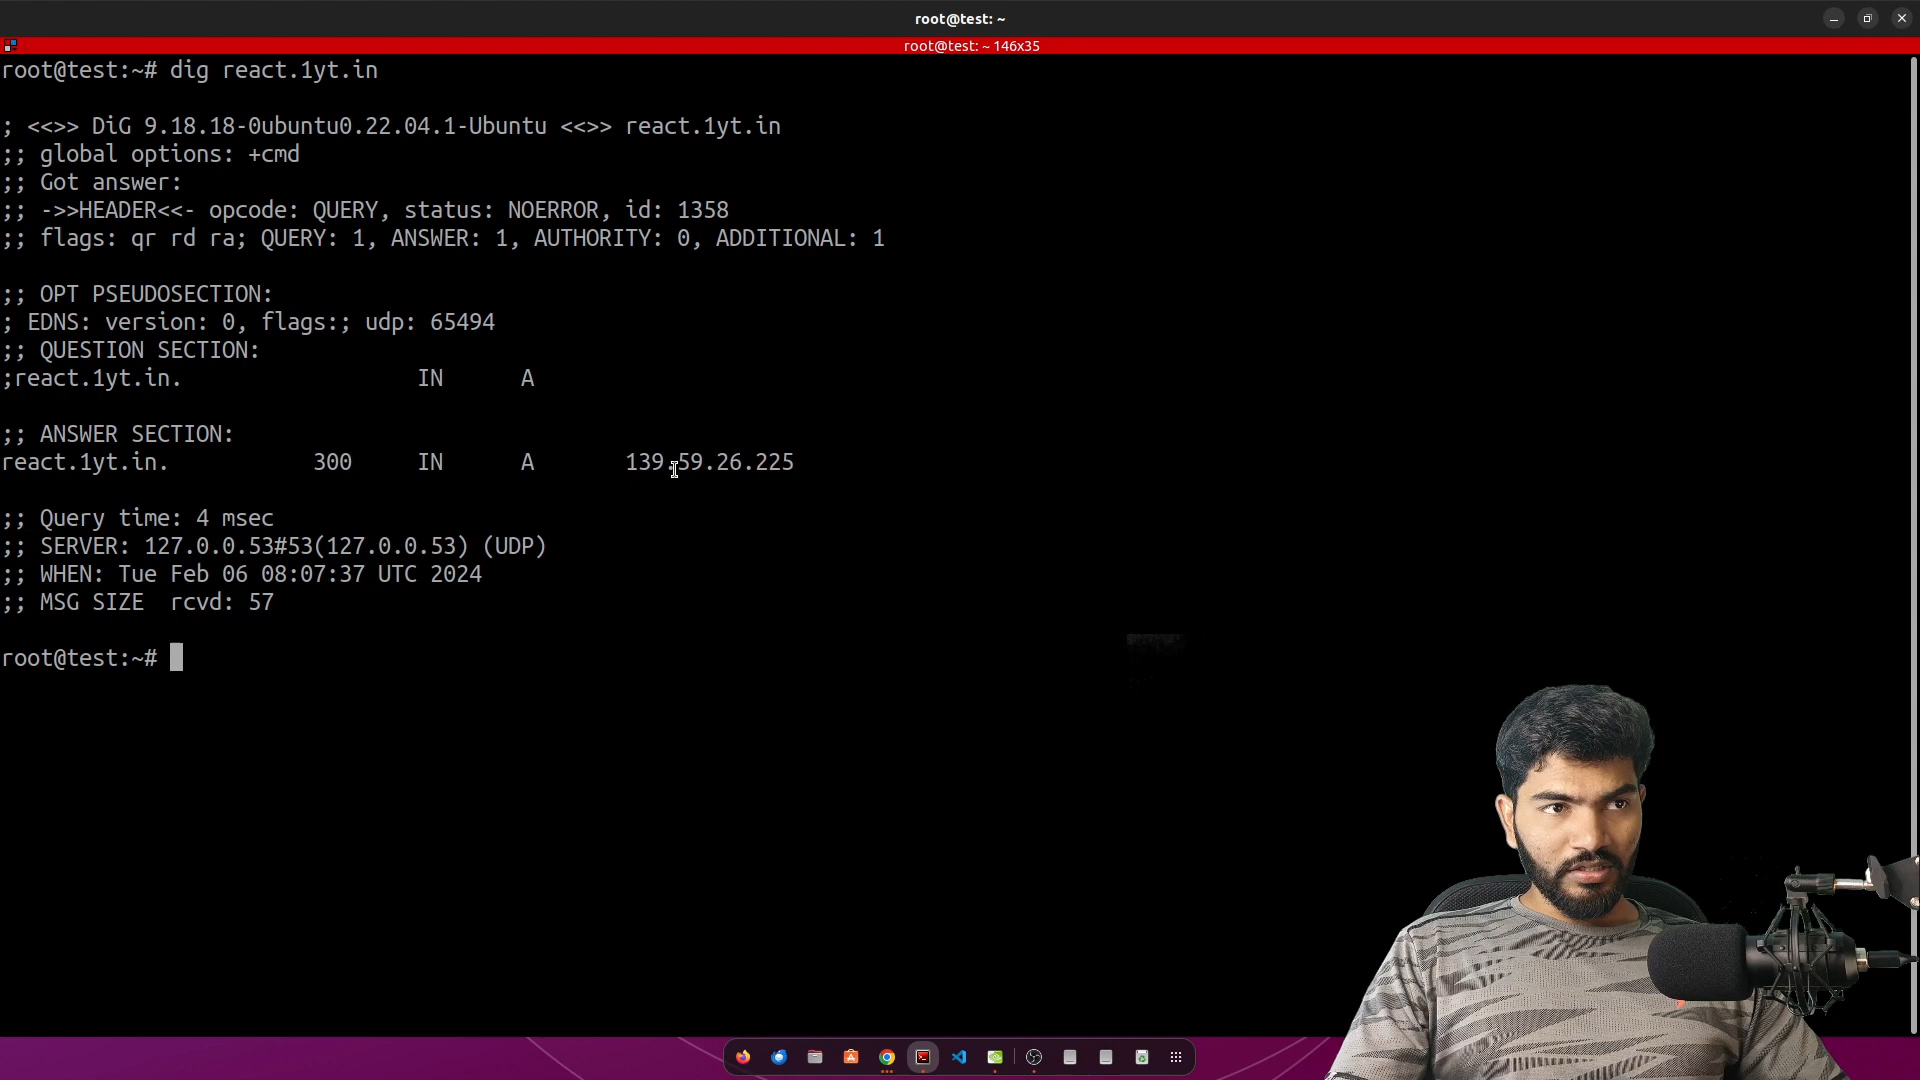 root@test: ~
root@test: ~ 146x35
root@test:~# dig react.1yt.in
; <<>> DiG 9.18.18-0ubuntu0.22.04.1-Ubuntu <<>> react.1yt.in
;; global options: +cmd
;; Got answer:
;; ->>HEADER<<- opcode: QUERY, status: NOERROR, id: 1358
;; flags: qr rd ra; QUERY: 1, ANSWER: 1, AUTHORITY: 0, ADDITIONAL: 1
;; OPT PSEUDOSECTION:
; EDNS: version: 0, flags:; udp: 65494
;; QUESTION SECTION:
;react.1yt.in. IN A
;; ANSWER SECTION:
react.1yt.in. 300 IN A 139.59.26.225
;; Query time: 4 msec
;; SERVER: 127.0.0.53#53(127.0.0.53) (UDP)
;; WHEN: Tue Feb 06 08:07:37 UTC 2024
;; MSG SIZE rcvd: 57
root@test:~#